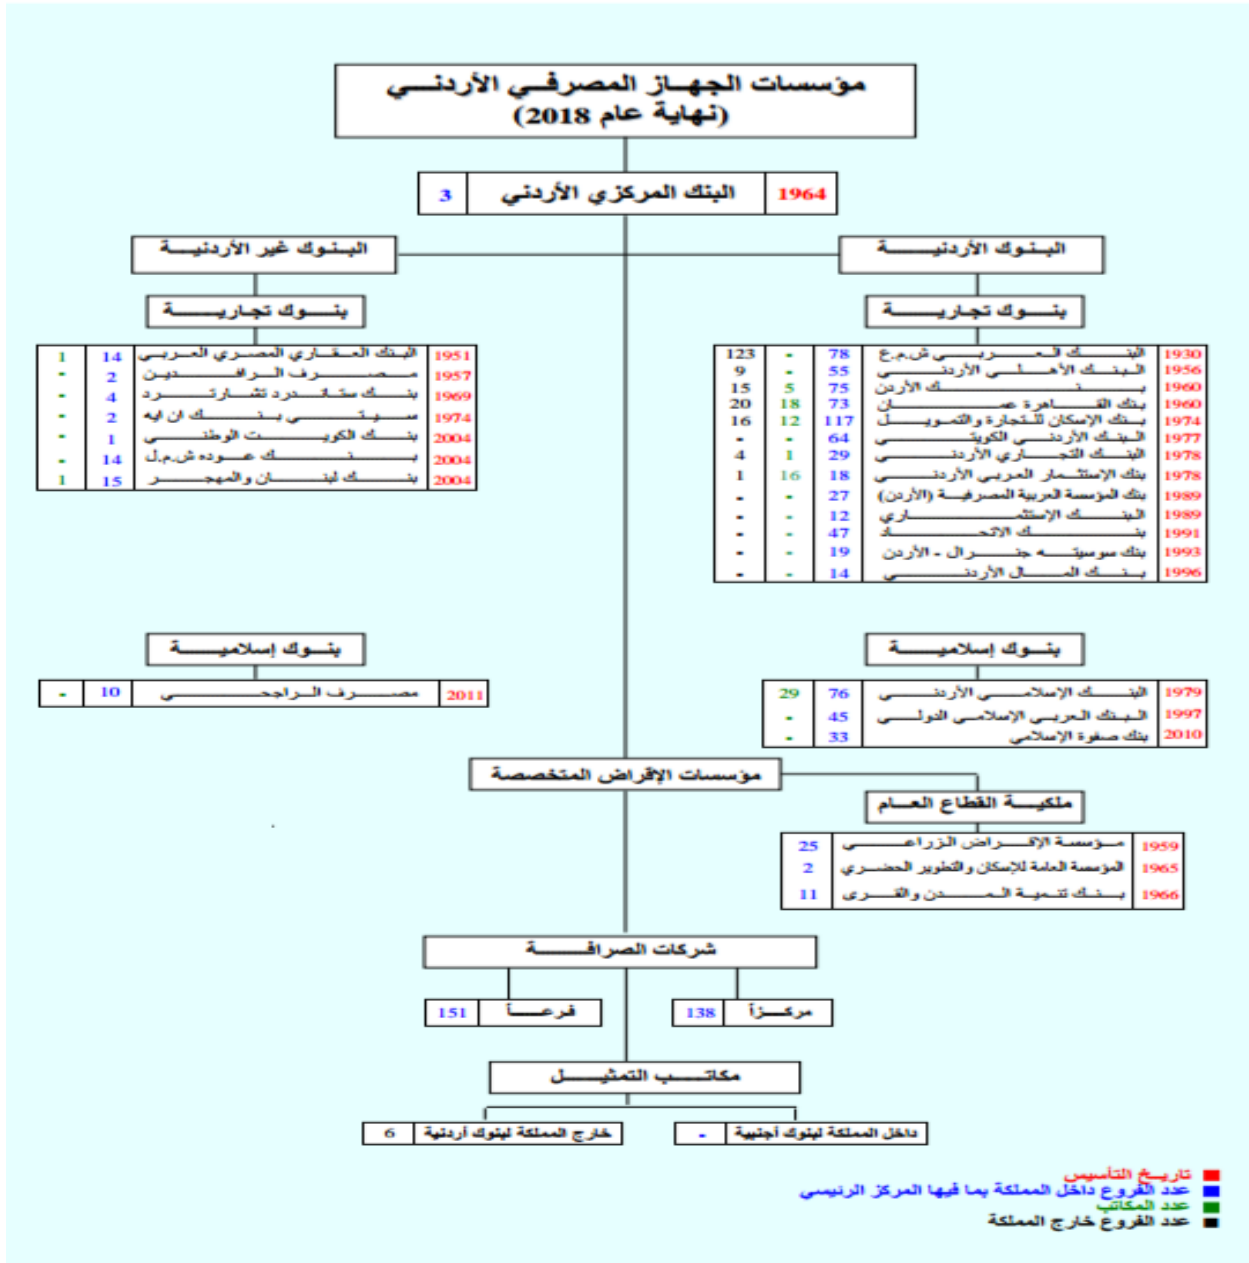 مؤسسات الجهاز المصرفي الأردني
(نهاية عام 2018)
1964 البنك المركزي الأردني 3
البنوك الأردنية
البنوك غير الأردنية
بنوك تجارية
بنوك تجارية
1930 البنك العربي ش.م.ع 78 - 123
1956 البنك الأهلي الأردني 55 - 9
1960 بنك الأردن 75 5 15
1960 بنك القاهرة عمان 73 18 20
1974 بنك الإسكان للتجارة والتمويل 117 12 16
1977 البنك الأردني الكويتي 64 - -
1978 البنك التجاري الأردني 29 1 4
1978 بنك الإستثمار العربي الأردني 18 16 1
1989 بنك المؤسسة العربية المصرفية (الأردن) 27 - -
1989 البنك الإستثماري 12 - -
1991 بنك الاتحاد 47 - -
1993 بنك سوسيته جنرال - الأردن 19 - -
1996 بنك المال الأردني 14 - -
1951 البنك العقاري المصري العربي 14 1
1957 مصرف الرافدين 2 -
1969 بنك ستاندرد تشارترد 4 -
1974 سيتي بنك ان ايه 2 -
2004 بنك الكويت الوطني 1 -
2004 بنك عوده ش.م.ل 14 -
2004 بنك لبنان والمهجر 15 1
بنوك إسلامية
بنوك إسلامية
1979 البنك الإسلامي الأردني 76 29
1997 البنك العربي الإسلامي الدولي 45 -
2010 بنك صفوة الإسلامي 33 -
2011 مصرف الراجحي 10 -
مؤسسات الإقراض المتخصصة
ملكية القطاع العام
1959 مؤسسة الإقراض الزراعي 25
1965 المؤسسة العامة للإسكان والتطوير الحضري 2
1966 بنك تنمية المدن والقرى 11
شركات الصرافة
مركزاً 138
فرعاً 151
مكاتب التمثيل
داخل المملكة لبنوك أجنبية -
خارج المملكة لبنوك أردنية 6
تاريخ التأسيس
عدد الفروع داخل المملكة بما فيها المركز الرئيسي
عدد المكاتب
عدد الفروع خارج المملكة